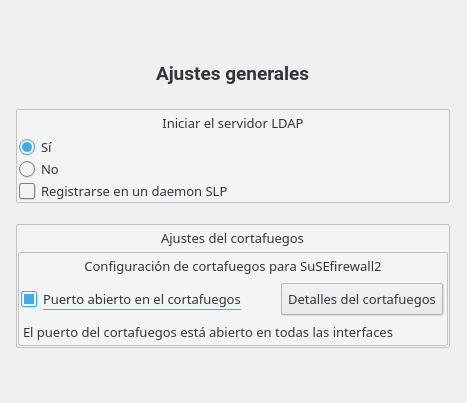 Ajustes generales
Iniciar el servidor LDAP
Sí
No
Registrarse en un daemon SLP
Ajustes del cortafuegos
Configuración de cortafuegos para SuSEfirewall2
Puerto abierto en el cortafuegos
Detalles del cortafuegos
El puerto del cortafuegos está abierto en todas las interfaces